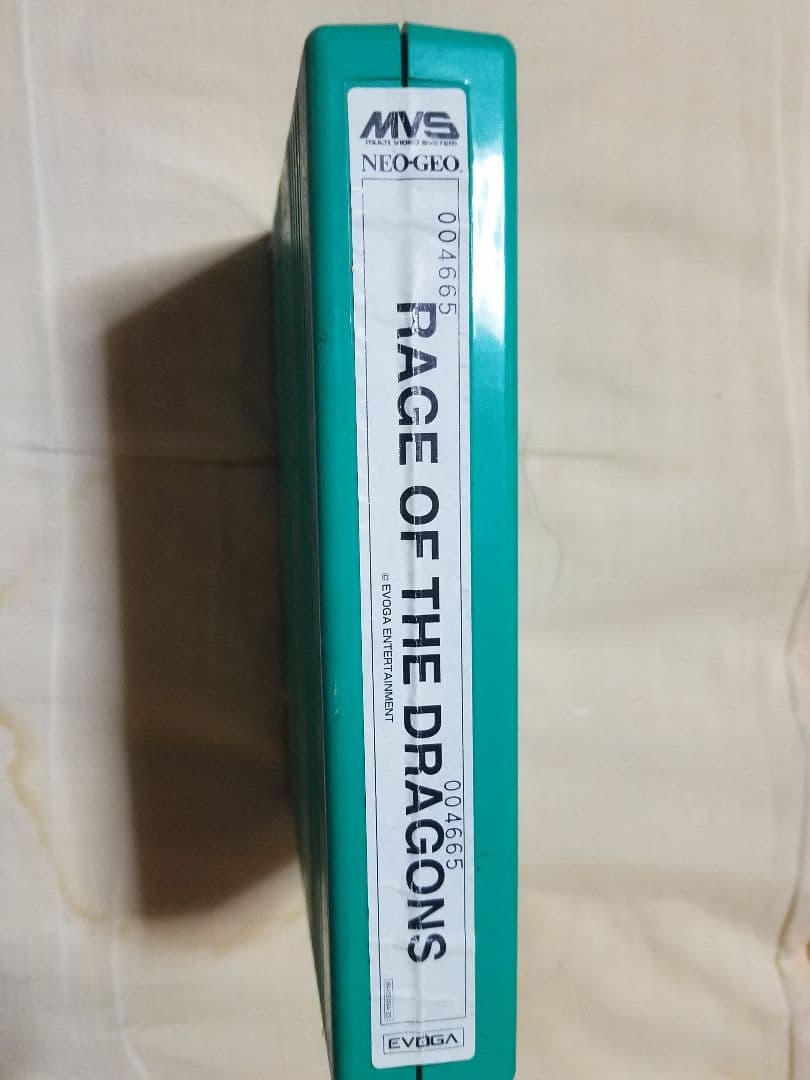 MVS
MULTI VIDEO SYSTEM
NEO•GEO
004665
RAGE OF THE DRAGONS
© EVOGA ENTERTAINMENT
004665
EVOGA